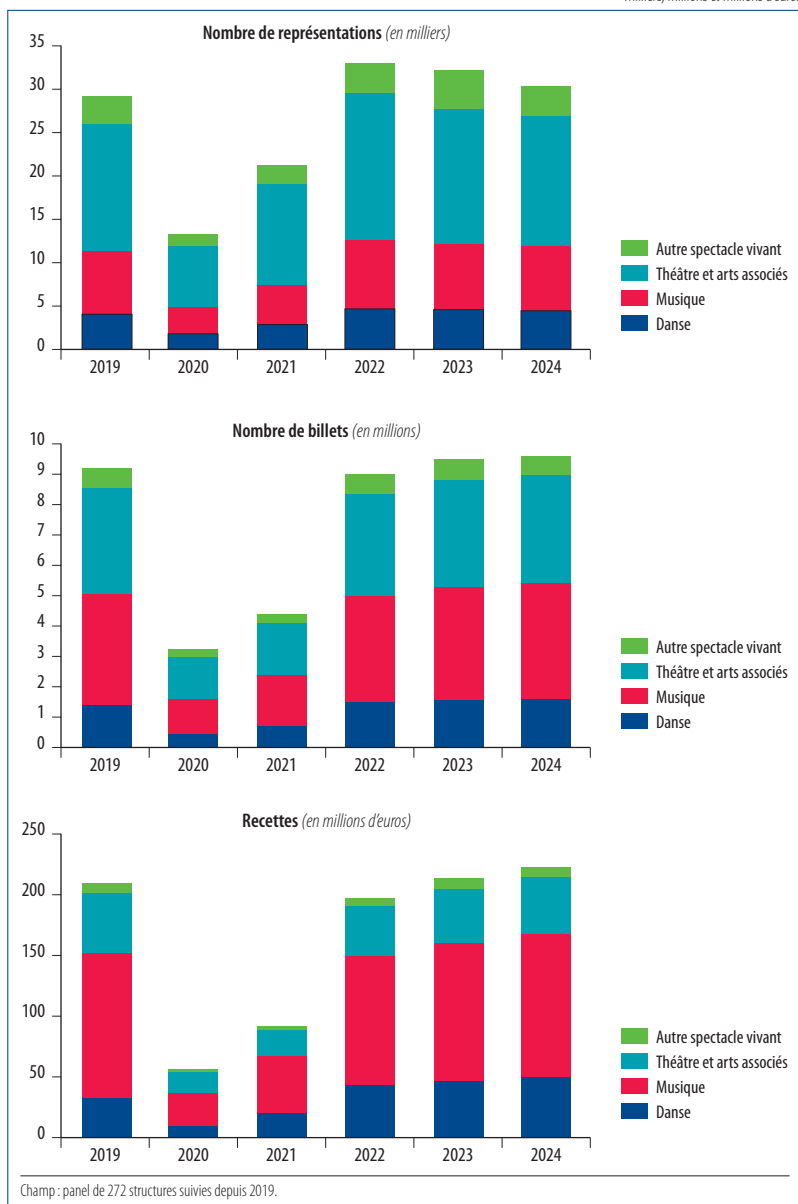 Nombre de représentations (en milliers)
35
30
25
20
15
10
5
0
2019 2020 2021 2022 2023 2024
Autre spectacle vivant
Théâtre et arts associés
Musique
Danse
Nombre de billets (en millions)
10
9
8
7
6
5
4
3
2
1
0
2019 2020 2021 2022 2023 2024
Autre spectacle vivant
Théâtre et arts associés
Musique
Danse
Recettes (en millions d'euros)
250
200
150
100
50
0
2019 2020 2021 2022 2023 2024
Autre spectacle vivant
Théâtre et arts associés
Musique
Danse
Champ : panel de 272 structures suivies depuis 2019.